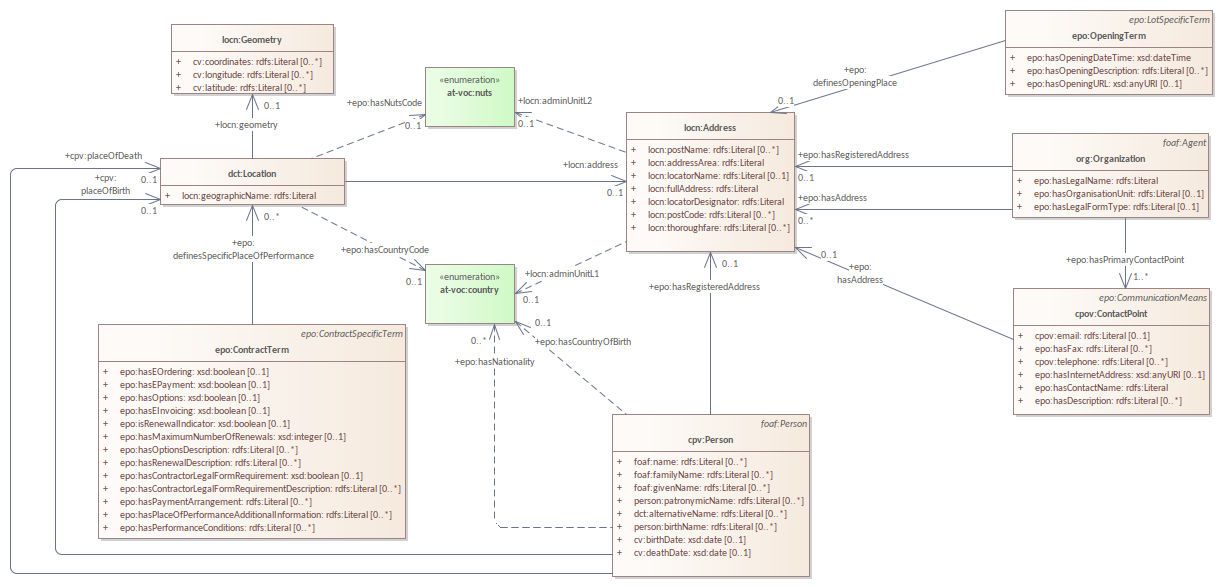 locn:Geometry
+ cv:coordinates: rdfs:Literal [0..*]
+ cv:longitude: rdfs:Literal [0..*]
+ cv:latitude: rdfs:Literal [0..*]
0..1
+locn:geometry
«enumeration»
at-voc:nuts
+epo:hasNutsCode
0..1
+locn:adminUnitL2
0..1
epo:LotSpecificTerm
epo:OpeningTerm
+ epo:hasOpeningDateTime: xsd:dateTime
+ epo:hasOpeningDescription: rdfs:Literal [0..*]
+ epo:hasOpeningURL: xsd:anyURI [0..1]
+epo:
definesOpeningPlace
0..1
locn:Address
+ locn:postName: rdfs:Literal [0..*]
+ locn:addressArea: rdfs:Literal
+ locn:locatorName: rdfs:Literal [0..1]
+ locn:fullAddress: rdfs:Literal
+ locn:locatorDesignator: rdfs:Literal
+ locn:postCode: rdfs:Literal [0..*]
+ locn:thoroughfare: rdfs:Literal [0..*]
+epo:hasRegisteredAddress
0..1
+epo:hasAddress
0..*
foaf:Agent
org:Organization
+ epo:hasLegalName: rdfs:Literal
+ epo:hasOrganisationUnit: rdfs:Literal [0..1]
+ epo:hasLegalFormType: rdfs:Literal [0..1]
+cpv:placeOfDeath
0..1
+cpv:
placeOfBirth
0..1
dct:Location
+ locn:geographicName: rdfs:Literal
+locn:address
0..1
0..*
+epo:
definesSpecificPlaceOfPerformance
+epo:hasCountryCode
0..1
«enumeration»
at-voc:country
+locn:adminUnitL1
0..1
0..1
+epo:hasRegisteredAddress
0..1
+epo:
hasAddress
+epo:hasPrimaryContactPoint
1..*
epo:CommunicationMeans
cpov:ContactPoint
+ cpov:email: rdfs:Literal [0..1]
+ epo:hasFax: rdfs:Literal [0..*]
+ cpov:telephone: rdfs:Literal [0..*]
+ epo:hasInternetAddress: xsd:anyURI [0..1]
+ epo:hasContactName: rdfs:Literal
+ epo:hasDescription: rdfs:Literal [0..*]
0..1
+epo:hasCountryOfBirth
0..*
+epo:hasNationality
epo:ContractSpecificTerm
epo:ContractTerm
+ epo:hasEOrdering: xsd:boolean [0..1]
+ epo:hasEPayment: xsd:boolean [0..1]
+ epo:hasOptions: xsd:boolean [0..1]
+ epo:hasEInvoicing: xsd:boolean [0..1]
+ epo:isRenewalIndicator: xsd:boolean [0..1]
+ epo:hasMaximumNumberOfRenewals: xsd:integer [0..1]
+ epo:hasOptionsDescription: rdfs:Literal [0..*]
+ epo:hasRenewalDescription: rdfs:Literal [0..*]
+ epo:hasContractorLegalFormRequirement: xsd:boolean [0..1]
+ epo:hasContractorLegalFormRequirementDescription: rdfs:Literal [0..*]
+ epo:hasPaymentArrangement: rdfs:Literal [0..*]
+ epo:hasPlaceOfPerformanceAdditionalInformation: rdfs:Literal [0..*]
+ epo:hasPerformanceConditions: rdfs:Literal [0..*]
foaf:Person
cpv:Person
+ foaf:name: rdfs:Literal [0..*]
+ foaf:familyName: rdfs:Literal [0..*]
+ foaf:givenName: rdfs:Literal [0..*]
+ person:patronymicName: rdfs:Literal [0..*]
+ dct:alternativeName: rdfs:Literal [0..*]
+ person:birthName: rdfs:Literal [0..*]
+ cv:birthDate: xsd:date [0..1]
+ cv:deathDate: xsd:date [0..1]